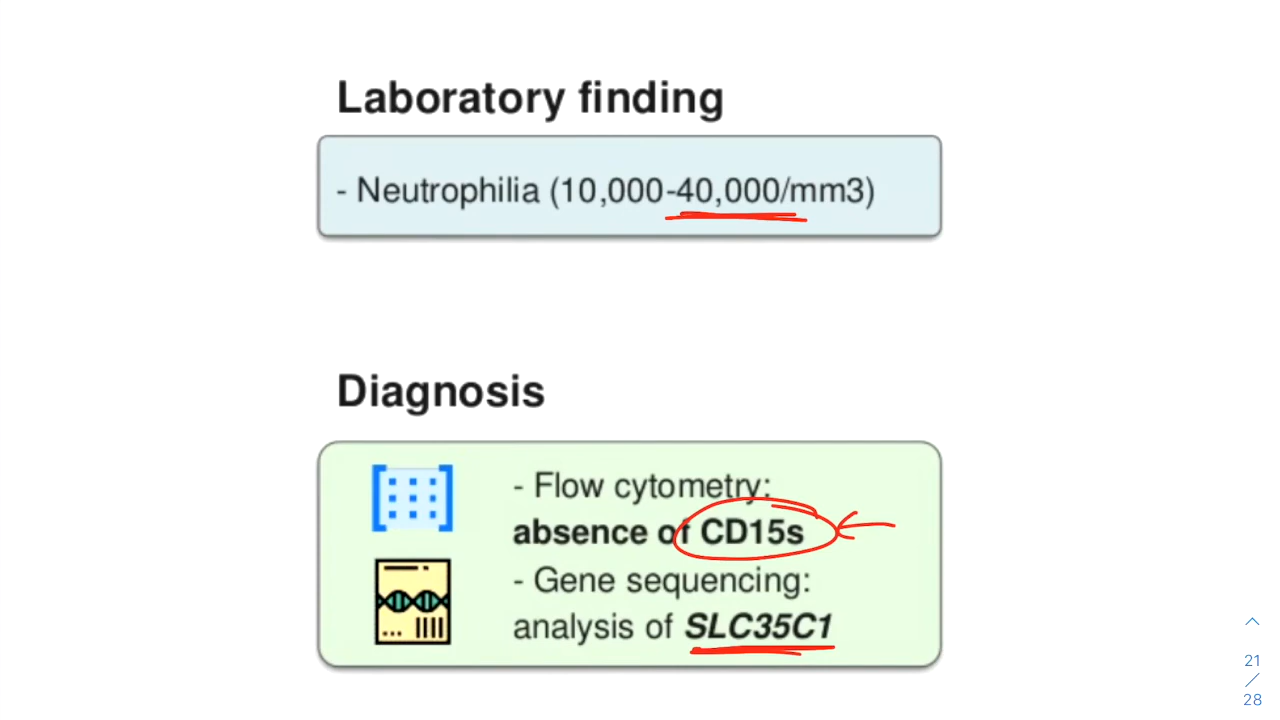 Laboratory finding
- Neutrophilia (10,000-40,000/mm3)
Diagnosis
- Flow cytometry:
absence of CD15s
- Gene sequencing:
analysis of SLC35C1
21
/
28